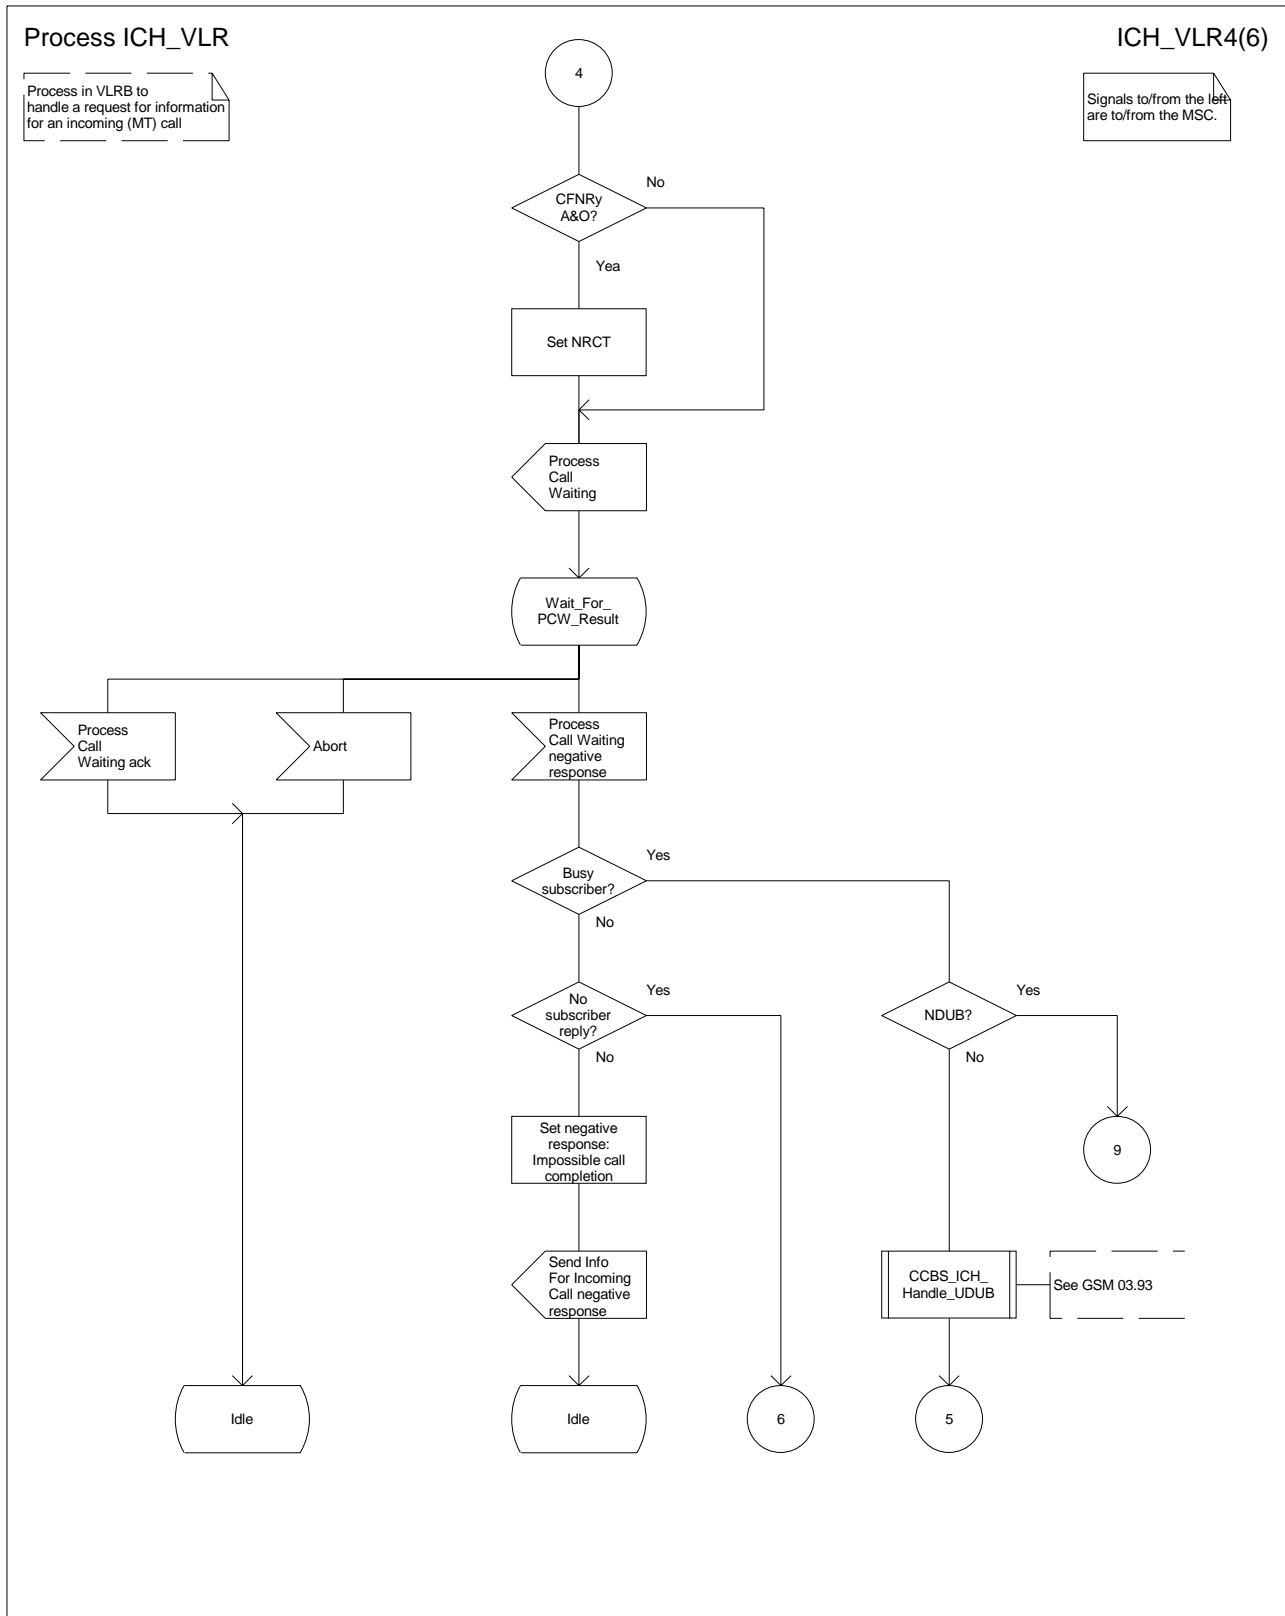 Process ICH_VLR
ICH_VLR4(6)
Process in VLRB to
handle a request for information
for an incoming (MT) call
4
Signals to/from the left
are to/from the MSC.
CFNRy
A&O?
No
Yea
Set NRCT
Process
Call
Waiting
Wait_For_
PCW_Result
Process
Call
Waiting ack
Abort
Process
Call Waiting
negative
response
Busy
subscriber?
Yes
No
No
subscriber
reply?
Yes
No
NDUB?
Yes
No
Set negative
response:
Impossible call
completion
9
Send Info
For Incoming
Call negative
response
CCBS_ICH_
Handle_UDUB
See GSM 03.93
Idle
Idle
6
5